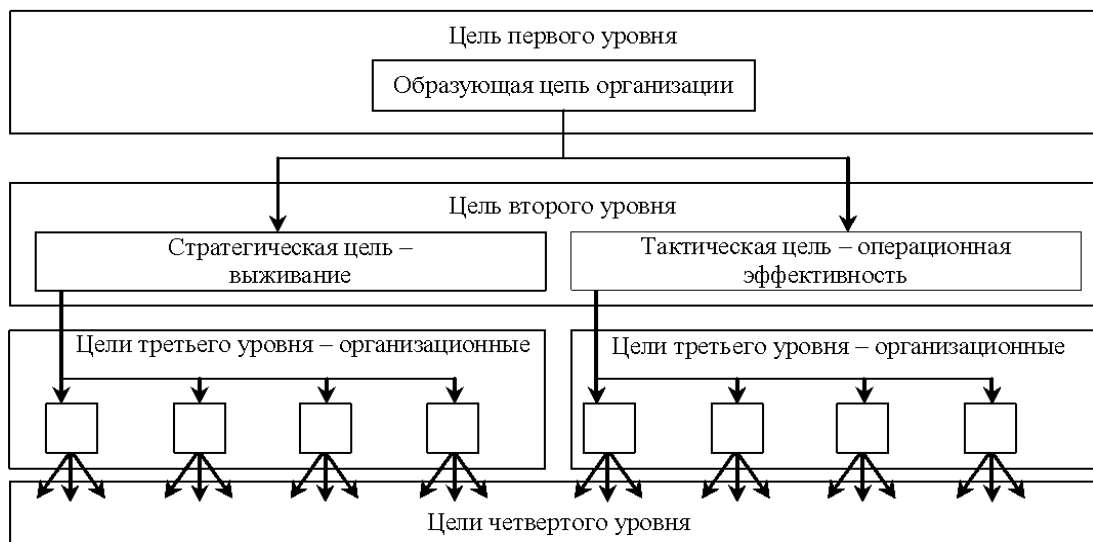 Цель первого уровня
Образующая цепь организации
Цель второго уровня
Стратегическая цель –
выживание
Тактическая цель – операционная
эффективность
Цели третьего уровня – организационные
Цели третьего уровня – организационные
Цели четвертого уровня